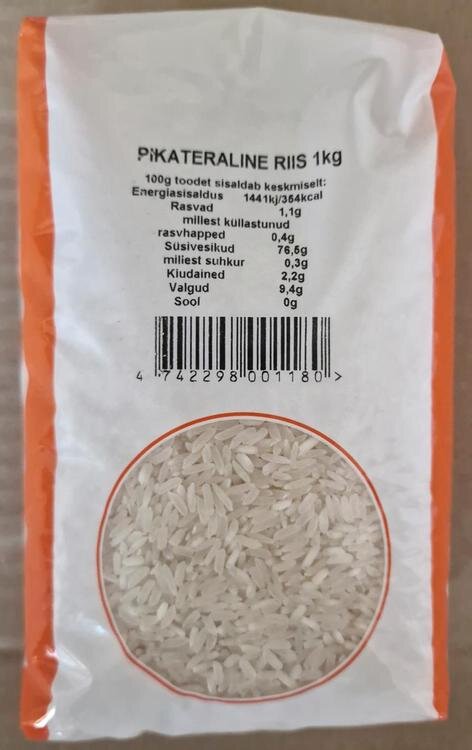 PIKATERALINE RIIS 1kg
100g toodet sisaldab keskmiselt:
Energiasisaldus 1441kj/354kcal
Rasvad 1,1g
millest küllastunud
rasvhapped 0,4g
Süsivesikud 76,5g
millest suhkur 0,3g
Kiudained 2,2g
Valgud 9,4g
Sool 0g
4 742298 001180 >